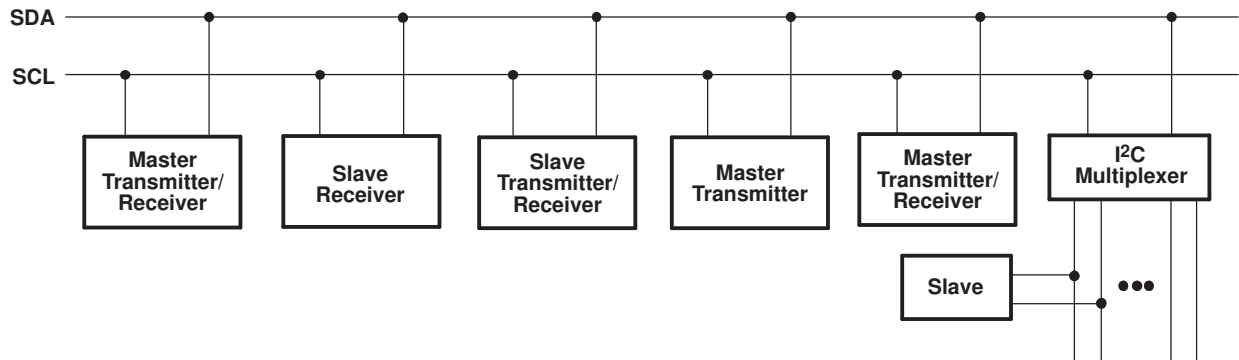 SDA
SCL
Master
Transmitter/
Receiver
Slave
Receiver
Slave
Transmitter/
Receiver
Master
Transmitter
Master
Transmitter/
Receiver
I²C
Multiplexer
Slave